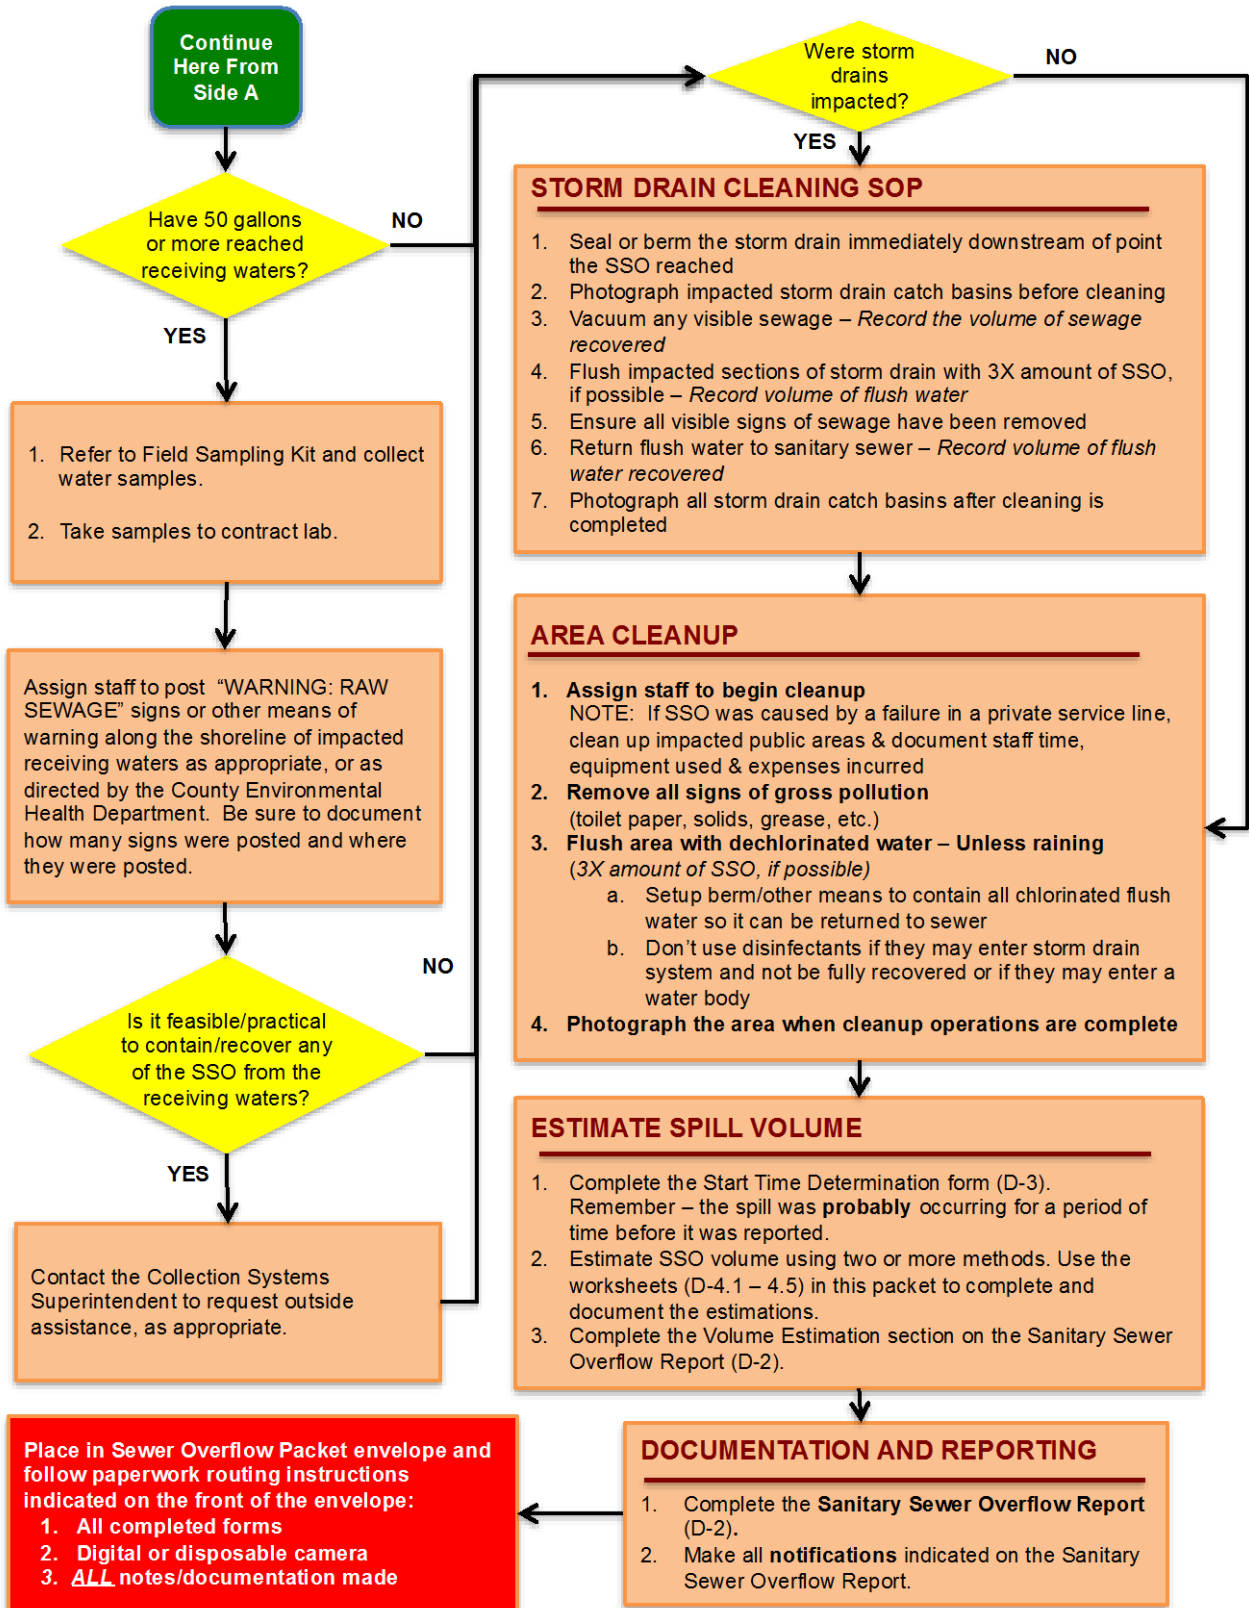 Continue
Here From
Side A
Have 50 gallons
or more reached
receiving waters?
NO
YES
1. Refer to Field Sampling Kit and collect
water samples.
2. Take samples to contract lab.
Assign staff to post “WARNING: RAW
SEWAGE” signs or other means of
warning along the shoreline of impacted
receiving waters as appropriate, or as
directed by the County Environmental
Health Department. Be sure to document
how many signs were posted and where
they were posted.
NO
Is it feasible/practical
to contain/recover any
of the SSO from the
receiving waters?
YES
Contact the Collection Systems
Superintendent to request outside
assistance, as appropriate.
Were storm
drains
impacted?
NO
YES
STORM DRAIN CLEANING SOP
1. Seal or berm the storm drain immediately downstream of point
the SSO reached
2. Photograph impacted storm drain catch basins before cleaning
3. Vacuum any visible sewage – Record the volume of sewage
recovered
4. Flush impacted sections of storm drain with 3X amount of SSO,
if possible – Record volume of flush water
5. Ensure all visible signs of sewage have been removed
6. Return flush water to sanitary sewer – Record volume of flush
water recovered
7. Photograph all storm drain catch basins after cleaning is
completed
AREA CLEANUP
1. Assign staff to begin cleanup
NOTE: If SSO was caused by a failure in a private service line,
clean up impacted public areas & document staff time,
equipment used & expenses incurred
2. Remove all signs of gross pollution
(toilet paper, solids, grease, etc.)
3. Flush area with dechlorinated water – Unless raining
(3X amount of SSO, if possible)
a. Setup berm/other means to contain all chlorinated flush
water so it can be returned to sewer
b. Don’t use disinfectants if they may enter storm drain
system and not be fully recovered or if they may enter a
water body
4. Photograph the area when cleanup operations are complete
ESTIMATE SPILL VOLUME
1. Complete the Start Time Determination form (D-3).
Remember – the spill was probably occurring for a period of
time before it was reported.
2. Estimate SSO volume using two or more methods. Use the
worksheets (D-4.1 – 4.5) in this packet to complete and
document the estimations.
3. Complete the Volume Estimation section on the Sanitary Sewer
Overflow Report (D-2).
DOCUMENTATION AND REPORTING
1. Complete the Sanitary Sewer Overflow Report
(D-2).
2. Make all notifications indicated on the Sanitary
Sewer Overflow Report.
Place in Sewer Overflow Packet envelope and
follow paperwork routing instructions
indicated on the front of the envelope:
1. All completed forms
2. Digital or disposable camera
3. ALL notes/documentation made